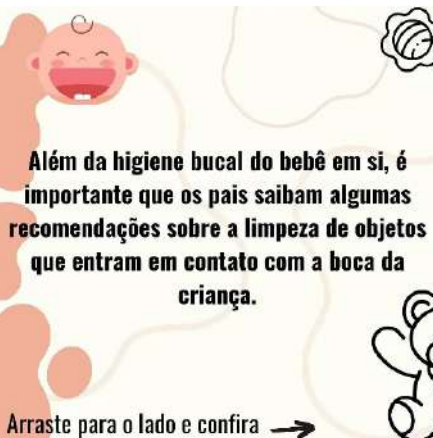 Além da higiene bucal do bebê em si, é
importante que os pais saibam algumas
recomendações sobre a limpeza de objetos
que entram em contato com a boca da
criança.
Arraste para o lado e confira